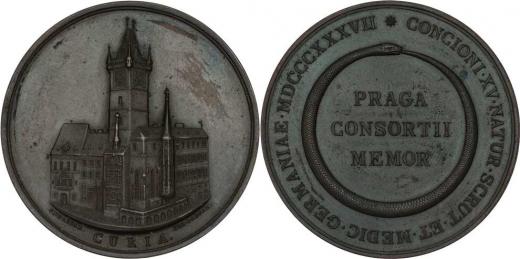 CURIA.
CONCIONI·XV·NATUR·SCRUT·ET·MEDIC·GERMANIAE·MDCCCXXXVII
PRAGA
CONSORTII
MEMOR